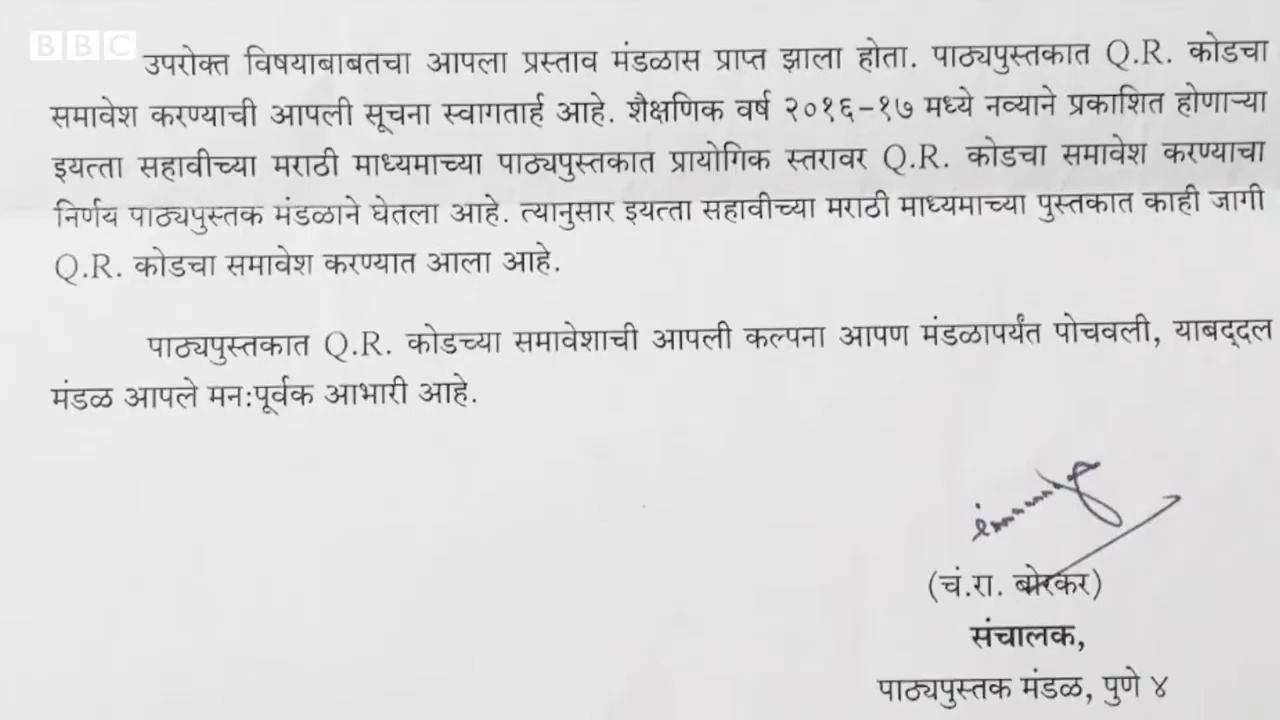 BBC
उपरोक्त विषयाबाबतचा आपला प्रस्ताव मंडळास प्राप्त झाला होता. पाठ्यपुस्तकात Q.R. कोडचा
समावेश करण्याची आपली सूचना स्वागतार्ह आहे. शैक्षणिक वर्ष २०१६-१७ मध्ये नव्याने प्रकाशित होणाऱ्या
इयत्ता सहावीच्या मराठी माध्यमाच्या पाठ्यपुस्तकात प्रायोगिक स्तरावर Q.R. कोडचा समावेश करण्याचा
निर्णय पाठ्यपुस्तक मंडळाने घेतला आहे. त्यानुसार इयत्ता सहावीच्या मराठी माध्यमाच्या पुस्तकात काही जागी
Q.R. कोडचा समावेश करण्यात आला आहे.
पाठ्यपुस्तकात Q.R. कोडच्या समावेशाची आपली कल्पना आपण मंडळापर्यंत पोचवली, याबद्‌दल
मंडळ आपले मन:पूर्वक आभारी आहे.
(चं.रा. बोरकर)
संचालक,
पाठ्यपुस्तक मंडळ, पुणे ४